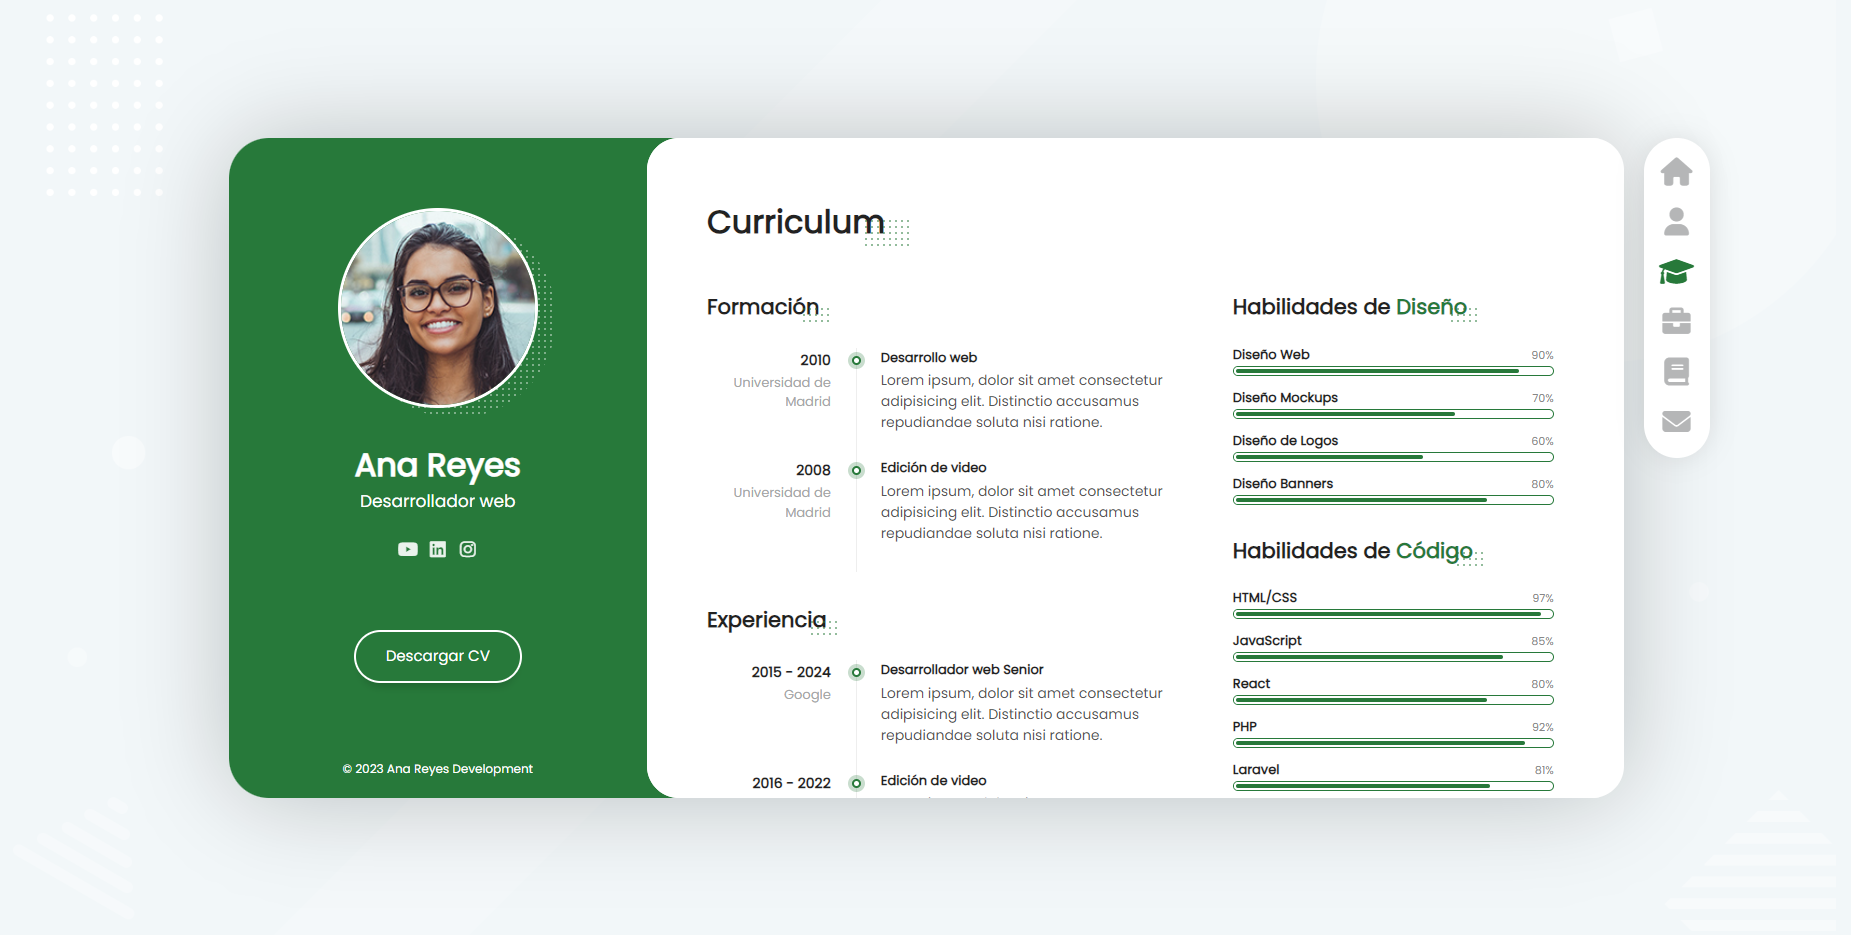 Ana Reyes
Desarrollador web
Descargar CV
© 2023 Ana Reyes Development
Curriculum
Formación
2010
Universidad de
Madrid
Desarrollo web
Lorem ipsum, dolor sit amet consectetur
adipisicing elit. Distinctio accusamus
repudiandae soluta nisi ratione.
2008
Universidad de
Madrid
Edición de video
Lorem ipsum, dolor sit amet consectetur
adipisicing elit. Distinctio accusamus
repudiandae soluta nisi ratione.
Experiencia
2015 - 2024
Google
Desarrollador web Senior
Lorem ipsum, dolor sit amet consectetur
adipisicing elit. Distinctio accusamus
repudiandae soluta nisi ratione.
2016 - 2022
Edición de video
Habilidades de Diseño
Diseño Web 90%
Diseño Mockups 70%
Diseño de Logos 60%
Diseño Banners 80%
Habilidades de Código
HTML/CSS 97%
JavaScript 85%
React 80%
PHP 92%
Laravel 81%